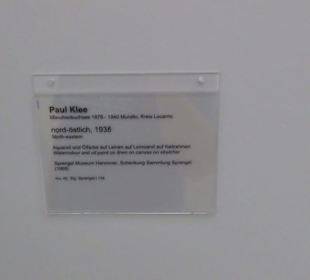 Paul Klee
Münchenbuchsee 1879 - 1940 Muralto, Kreis Locarno
nord-östlich, 1938
North-eastern
Aquarell und Ölfarbe auf Leinen auf Leinwand auf Keilrahmen
Watercolour and oil paint on linen on canvas on stretcher
Sprengel Museum Hannover, Schenkung Sammlung Sprengel
(1969)